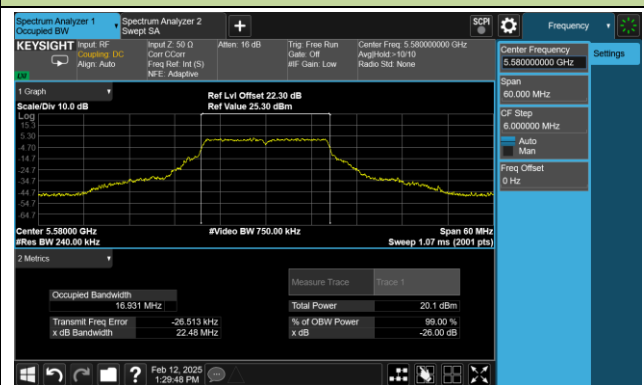 Spectrum Analyzer 1
Occupied BW
Spectrum Analyzer 2
Swept SA
SCPI
Frequency
KEYSIGHT
Input: RF
Coupling: DC
Align: Auto
Input Z: 50 Ω
Corr CCorr
Freq Ref: Int (S)
NFE: Adaptive
Atten: 16 dB
Trig: Free Run
Gate: Off
#IF Gain: Low
Center Freq: 5.580000000 GHz
Avg|Hold:>10/10
Radio Std: None
Center Frequency
5.580000000 GHz
Settings
Span
60.000 MHz
CF Step
6.000000 MHz
Auto
Man
Freq Offset
0 Hz
1 Graph
Scale/Div 10.0 dB
Ref Lvl Offset 22.30 dB
Ref Value 25.30 dBm
Log
15.3
5.30
-4.70
-14.7
-24.7
-34.7
-44.7
-54.7
-64.7
Center 5.58000 GHz
#Video BW 750.00 kHz
Span 60 MHz
#Res BW 240.00 kHz
Sweep 1.07 ms (2001 pts)
2 Metrics
Measure Trace
Trace 1
Occupied Bandwidth
16.931 MHz
Total Power
20.1 dBm
Transmit Freq Error
-26.513 kHz
% of OBW Power
99.00 %
x dB Bandwidth
22.48 MHz
x dB
-26.00 dB
?
Feb 12, 2025
1:29:48 PM